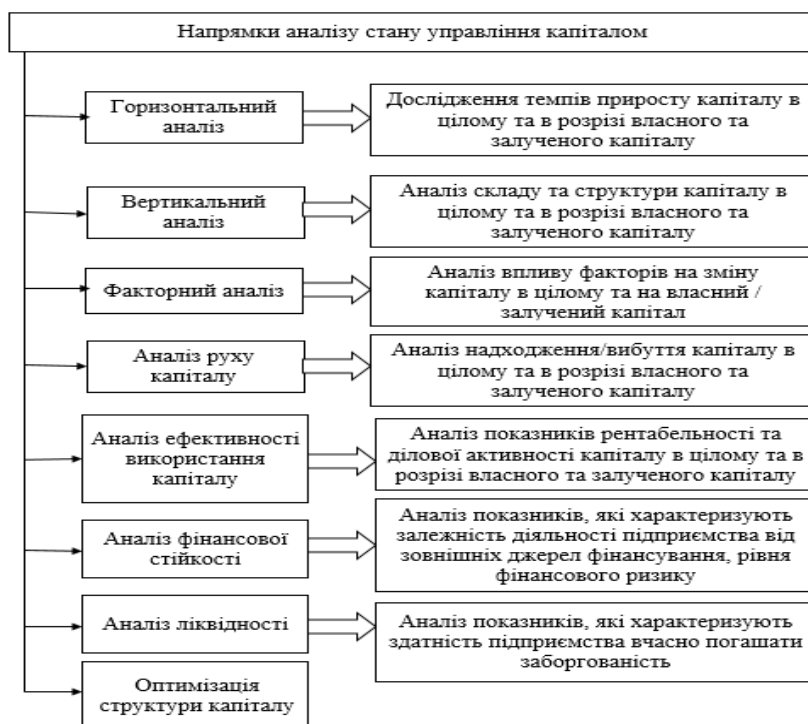 Напрямки аналізу стану управління капіталом
Горизонтальний
аналіз
Дослідження темпів приросту капіталу в
цілому та в розрізі власного та
залученого капіталу
Вертикальний
аналіз
Аналіз складу та структури капіталу в
цілому та в розрізі власного та
залученого капіталу
Факторний аналіз
Аналіз впливу факторів на зміну
капіталу в цілому та на власний /
залучений капітал
Аналіз руху
капіталу
Аналіз надходження/вибуття капіталу в
цілому та в розрізі власного та
залученого капіталу
Аналіз ефективності
використання
капіталу
Аналіз показників рентабельності та
ділової активності капіталу в цілому та в
розрізі власного та залученого капіталу
Аналіз фінансової
стійкості
Аналіз показників, які характеризують
залежність діяльності підприємства від
зовнішніх джерел фінансування, рівня
фінансового ризику
Аналіз ліквідності
Аналіз показників, які характеризують
здатність підприємства вчасно погашати
заборгованість
Оптимізація
структури капіталу